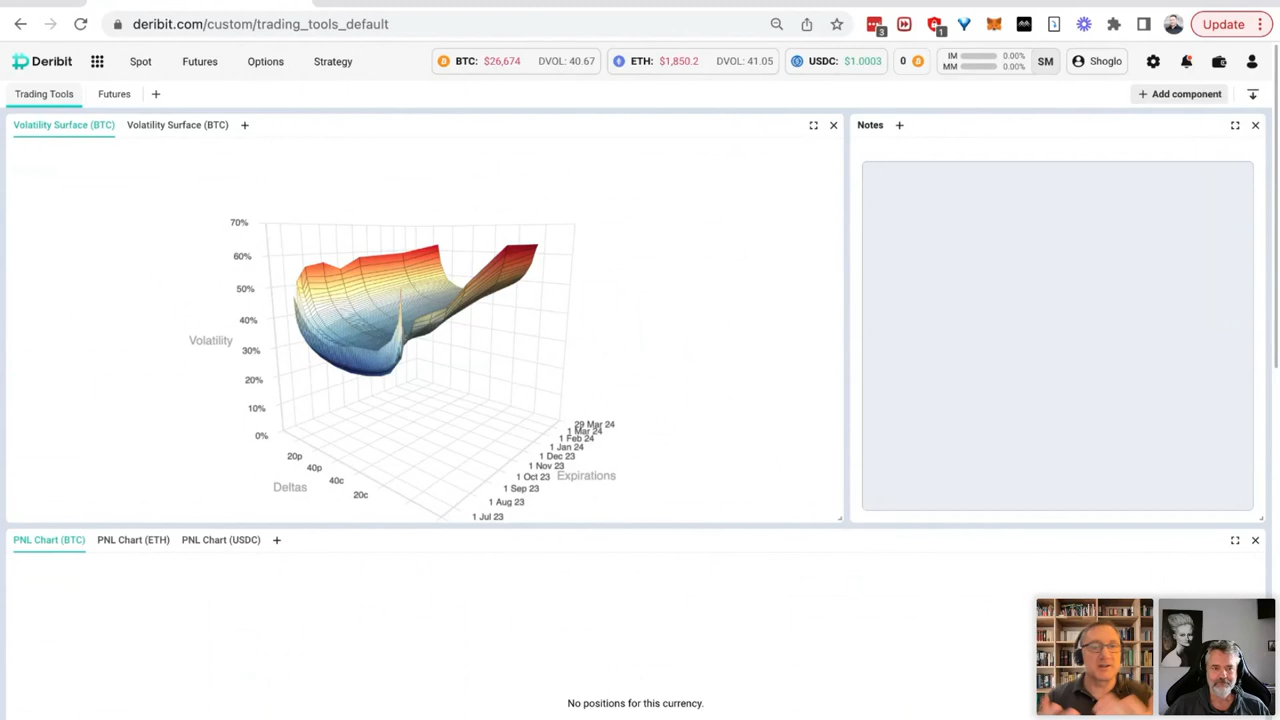 deribit.com/custom/trading_tools_default
3
1
Update
Deribit
Spot
Futures
Options
Strategy
BTC: $26,674 DVOL: 40.67
ETH: $1,850.2 DVOL: 41.05
USDC: $1.0003
0
IM 0.00%
MM 0.00%
SM
Shoglo
Trading Tools
Futures
+
+ Add component
Volatility Surface (BTC)
Volatility Surface (BTC)
+
Notes
+
70%
60%
50%
40%
Volatility
30%
20%
10%
0%
20p
40p
40c
20c
Deltas
29 Mar 24
1 Mar 24
1 Feb 24
1 Jan 24
1 Dec 23
1 Nov 23
1 Oct 23
1 Sep 23
1 Aug 23
1 Jul 23
Expirations
PNL Chart (BTC)
PNL Chart (ETH)
PNL Chart (USDC)
+
No positions for this currency.